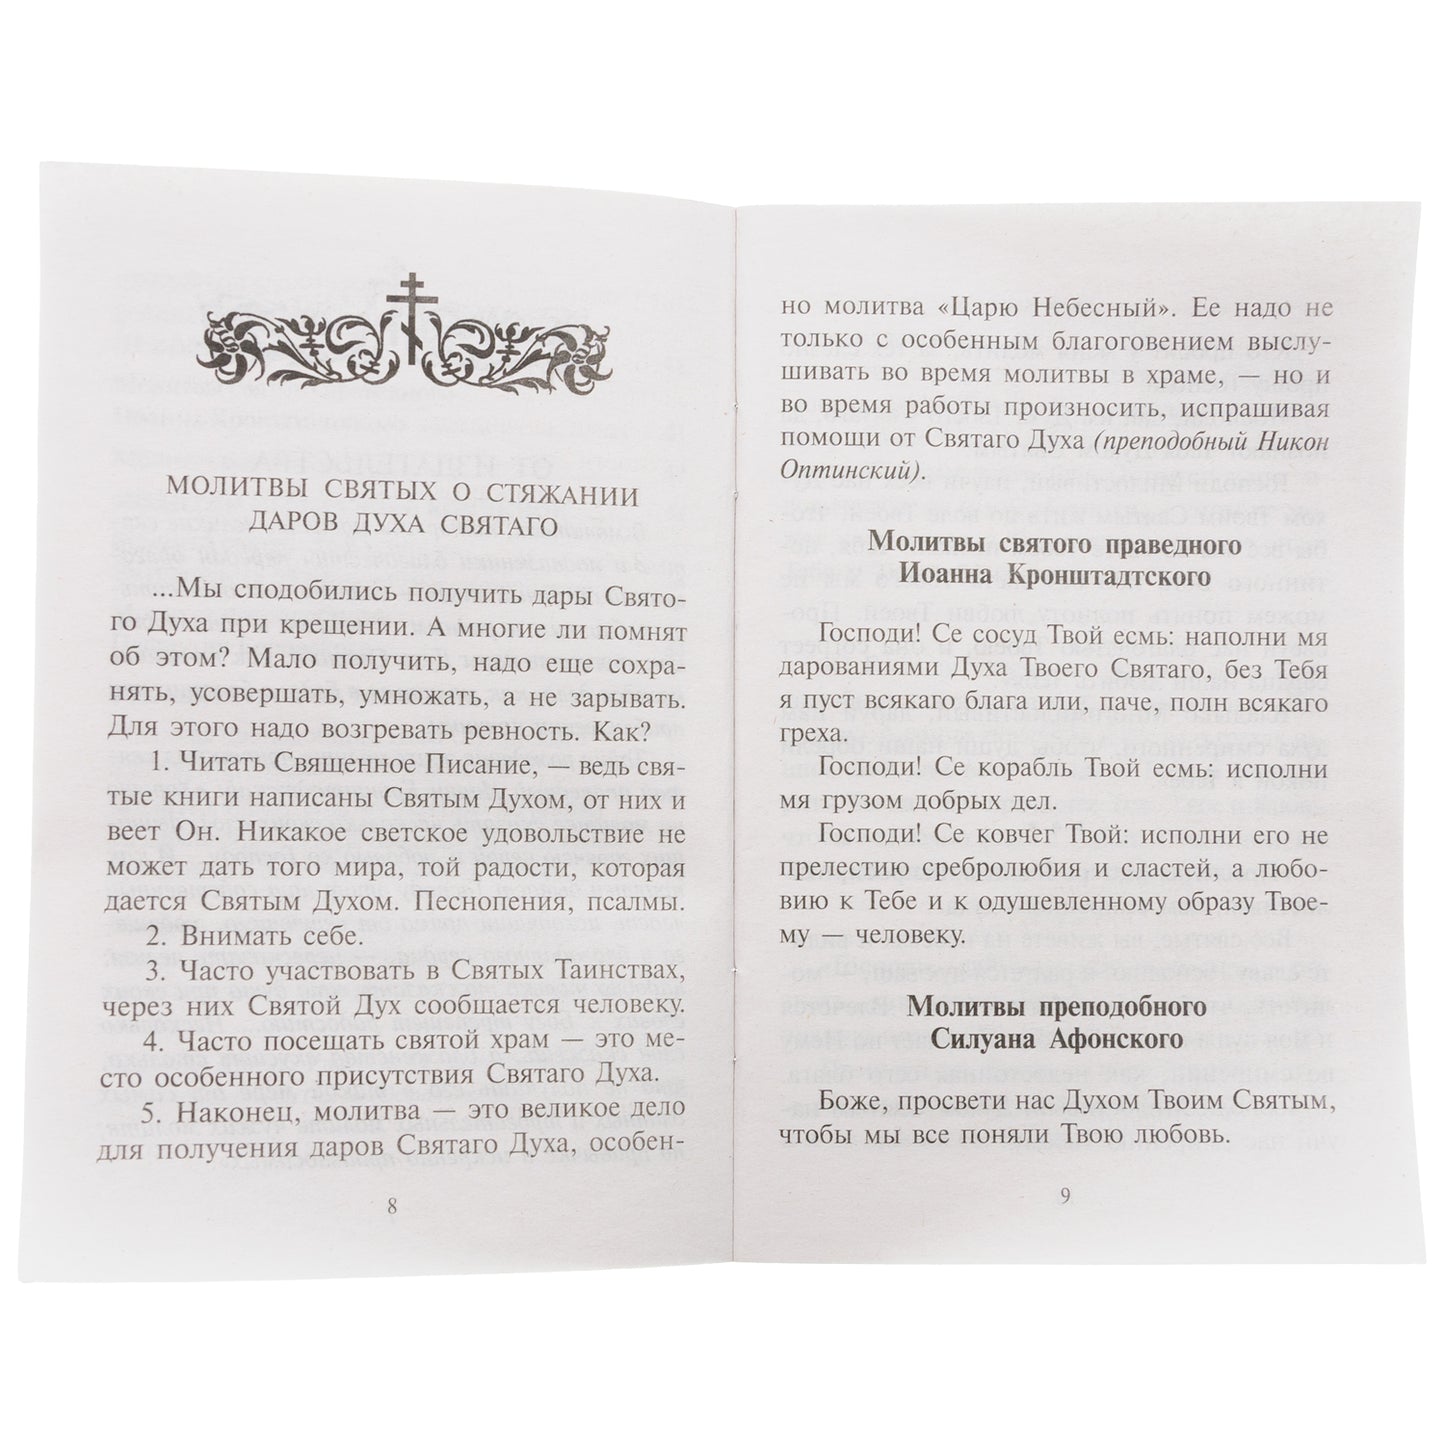 МОЛИТВЫ СВЯТЫХ О СТЯЖАНИИ
ДАРОВ ДУХА СВЯТАГО
...Мы сподобились получить дары Свято-
го Духа при крещении. А многие ли помнят
об этом? Мало получить, надо еще сохра-
нять, усовершать, умножать, а не зарывать.
Для этого надо возгревать ревность. Как?
1. Читать Священное Писание, — ведь свя-
тые книги написаны Святым Духом, от них и
веет Он. Никакое светское удовольствие не
может дать того мира, той радости, которая
дается Святым Духом. Песнопения, псалмы.
2. Внимать себе.
3. Часто участвовать в Святых Таинствах,
через них Святой Дух сообщается человеку.
4. Часто посещать святой храм — это ме-
сто особенного присутствия Святаго Духа.
5. Наконец, молитва — это великое дело
для получения даров Святаго Духа, особен-
8
но молитва «Царю Небесный». Ее надо не
только с особенным благоговением выслу-
шивать во время молитвы в храме, — но и
во время работы произносить, испрашивая
помощи от Святаго Духа (преподобный Никон
Оптинский).
Молитвы святого праведного
Иоанна Кронштадтского
Господи! Се сосуд Твой есмь: наполни мя
дарованиями Духа Твоего Святаго, без Тебя
я пуст всякаго блага или, паче, полн всякаго
греха.
Господи! Се корабль Твой есмь: исполни
мя грузом добрых дел.
Господи! Се ковчег Твой: исполни его не
прелестию сребролюбия и сластей, а любо-
вию к Тебе и к одушевленному образу Твое-
му — человеку.
Молитвы преподобного
Силуана Афонского
Боже, просвети нас Духом Твоим Святым,
чтобы мы все поняли Твою любовь.
9